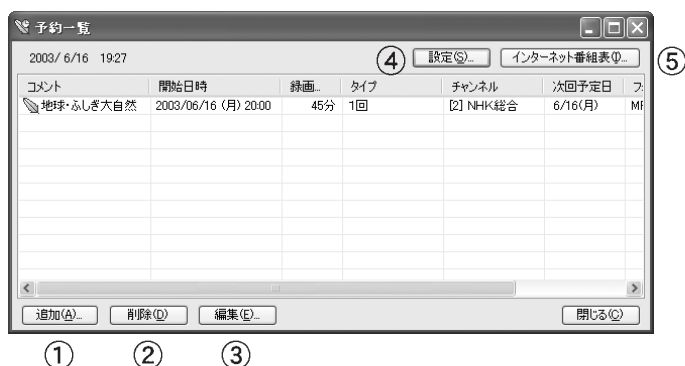 予約一覧
2003/ 6/16 19:27
④ 設定(S)... インターネット番組表(I)... ⑤
コメント 開始日時 録画... タイプ チャンネル 次回予定日 フ
地球・ふしぎ大自然 2003/06/16 (月) 20:00 45分 1回 [2] NHK総合 6/16(月)
追加(A)... 削除(D) 編集(E)... 閉じる(C)
① ② ③